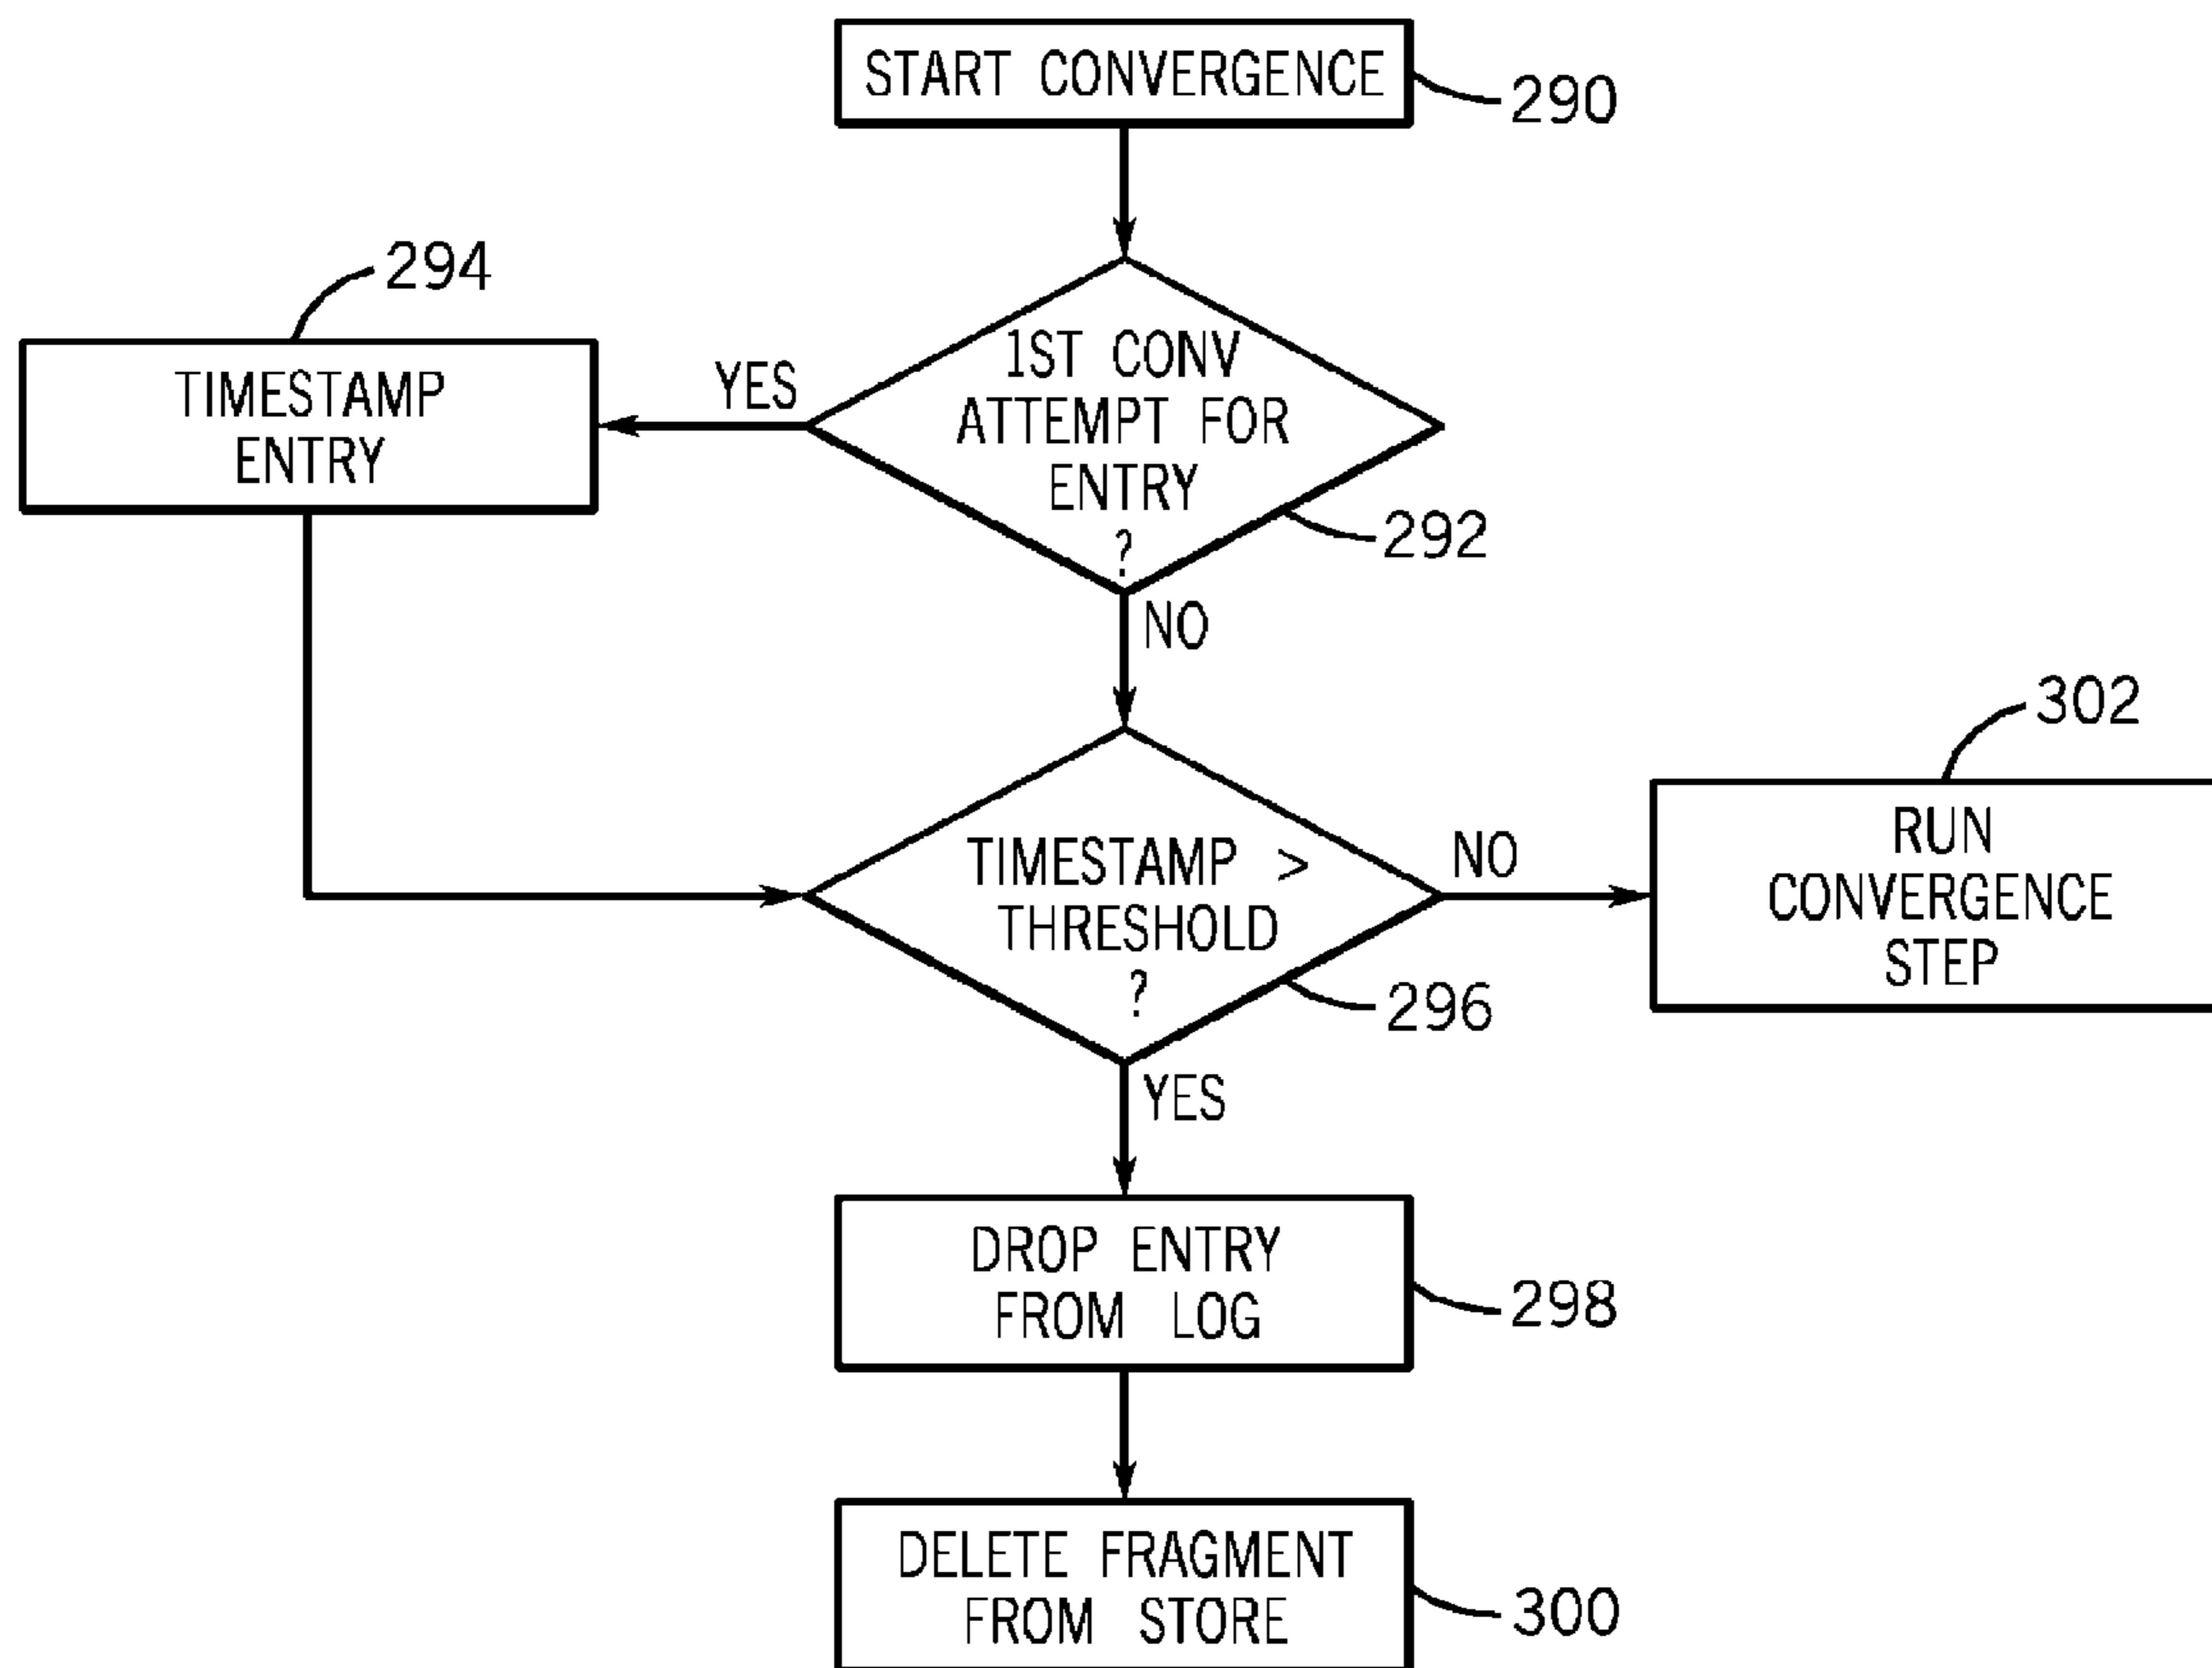 START CONVERGENCE
290
294
TIMESTAMP
ENTRY
YES
1ST CONV
ATTEMPT FOR
ENTRY
?
292
NO
302
TIMESTAMP >
THRESHOLD
?
296
NO
RUN
CONVERGENCE
STEP
YES
DROP ENTRY
FROM LOG
298
DELETE FRAGMENT
FROM STORE
300